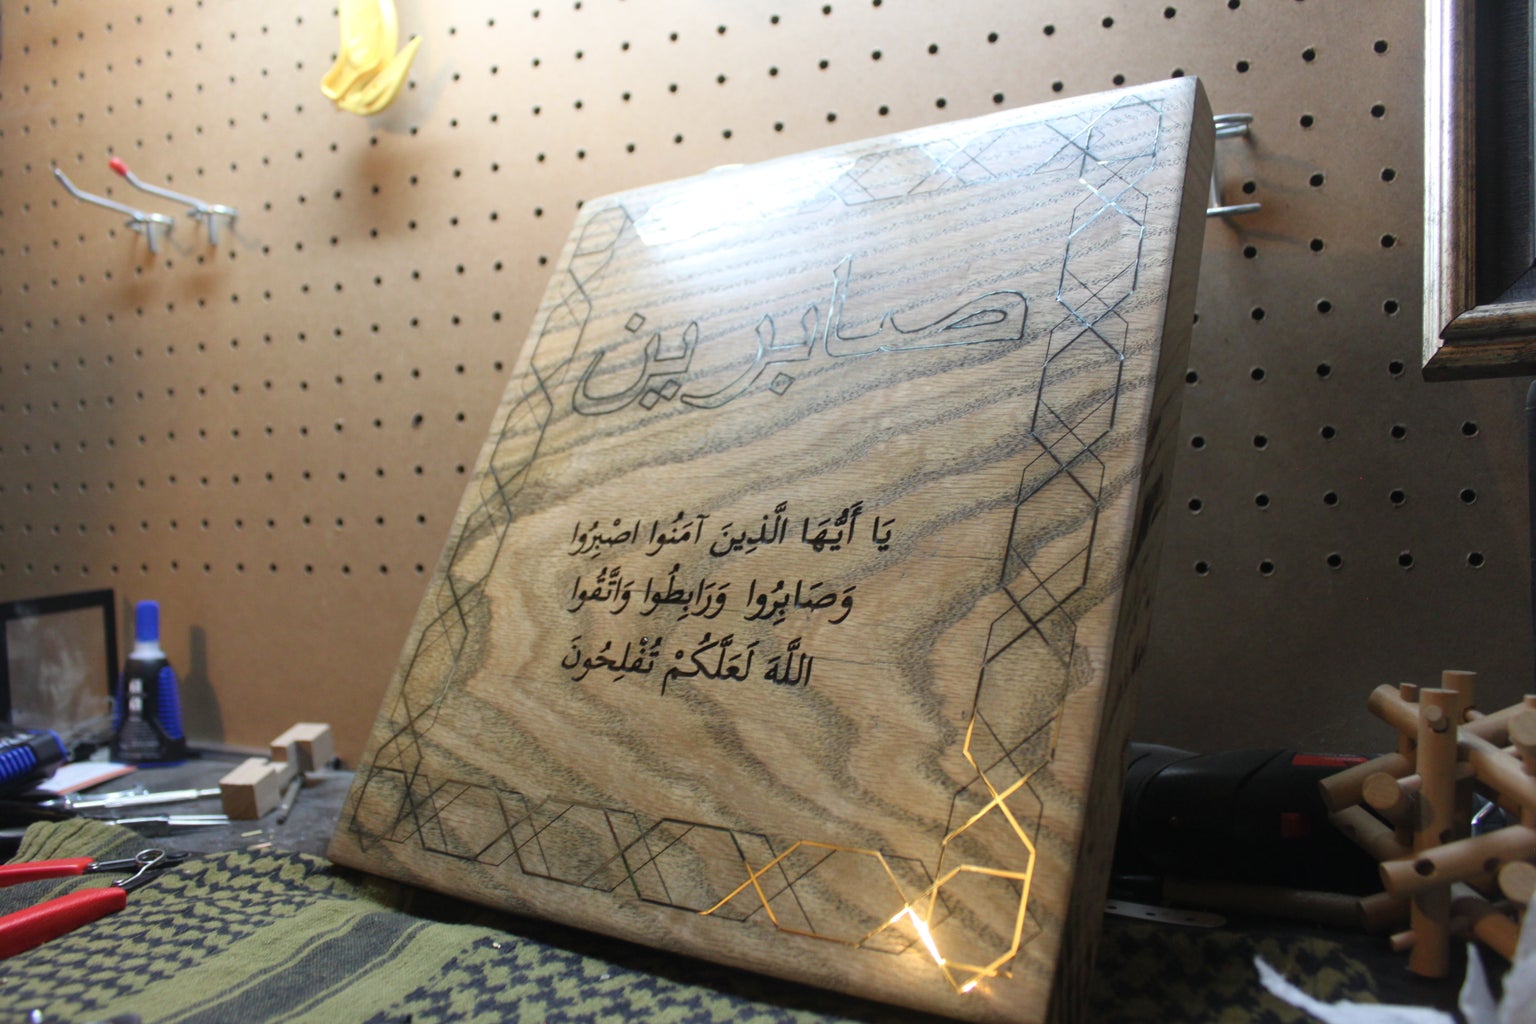 صابرين
يَا أَيُّهَا الَّذِينَ آمَنُوا اصْبِرُوا
وَصَابِرُوا وَرَابِطُوا وَاتَّقُوا
اللَّهَ لَعَلَّكُمْ تُفْلِحُونَ